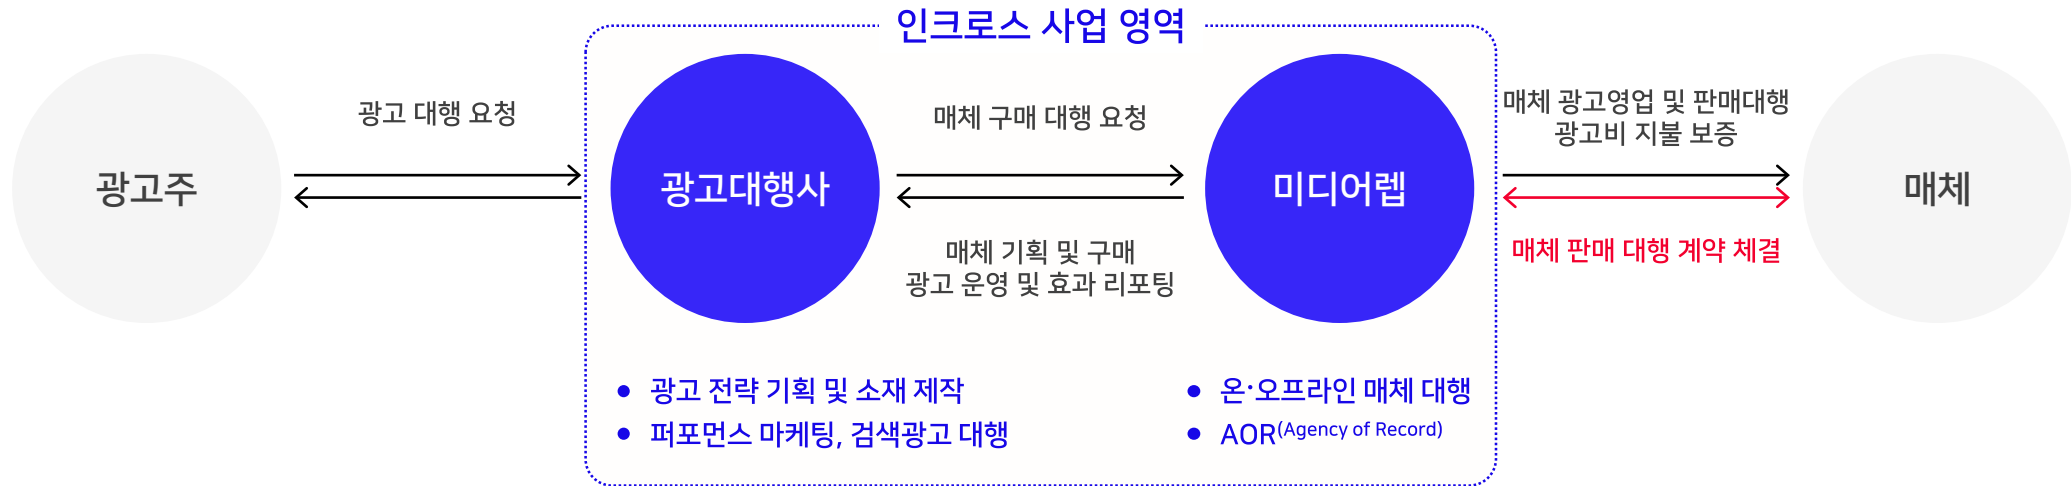 인크로스 사업 영역
광고주
광고 대행 요청
광고대행사
매체 구매 대행 요청
매체 기획 및 구매
광고 운영 및 효과 리포팅
미디어렙
매체 광고영업 및 판매대행
광고비 지불 보증
매체 판매 대행 계약 체결
매체
● 광고 전략 기획 및 소재 제작
● 퍼포먼스 마케팅, 검색광고 대행
● 온·오프라인 매체 대행
● AOR(Agency of Record)